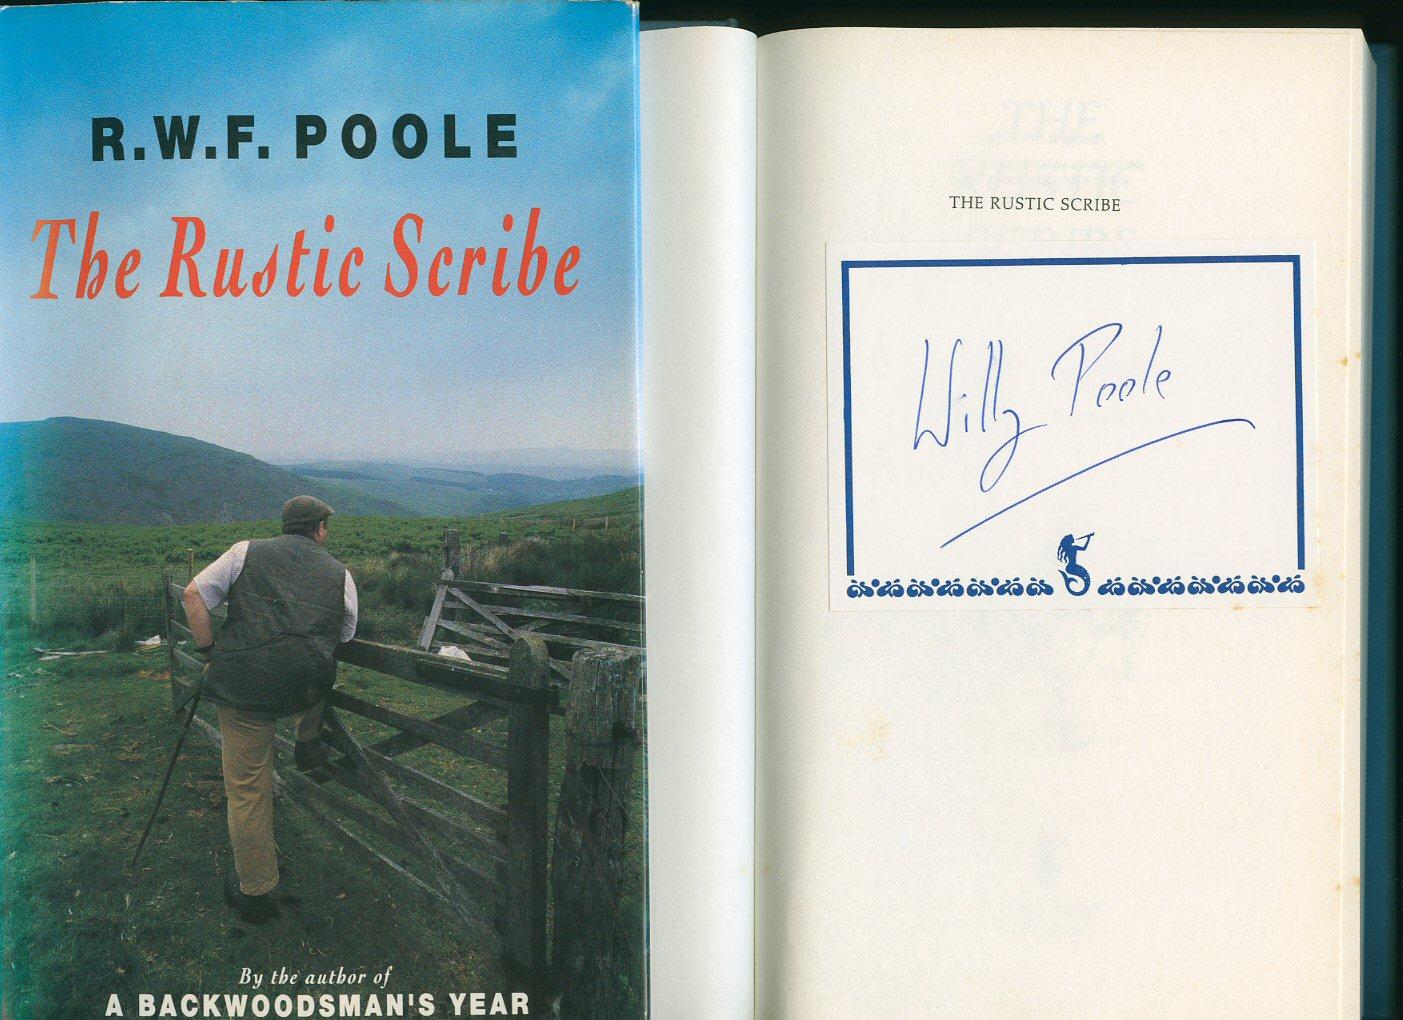 R.W.F. POOLE
The Rustic Scribe
By the author of
A BACKWOODSMAN'S YEAR
THE RUSTIC SCRIBE
Willy Poole